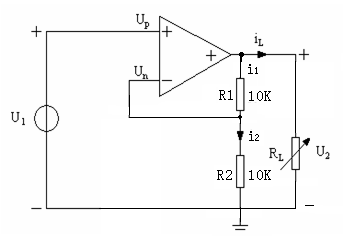 Up
+ + iL +
Un + i1
−
R1 10K
U1
i2
RL U2
R2 10K
− −